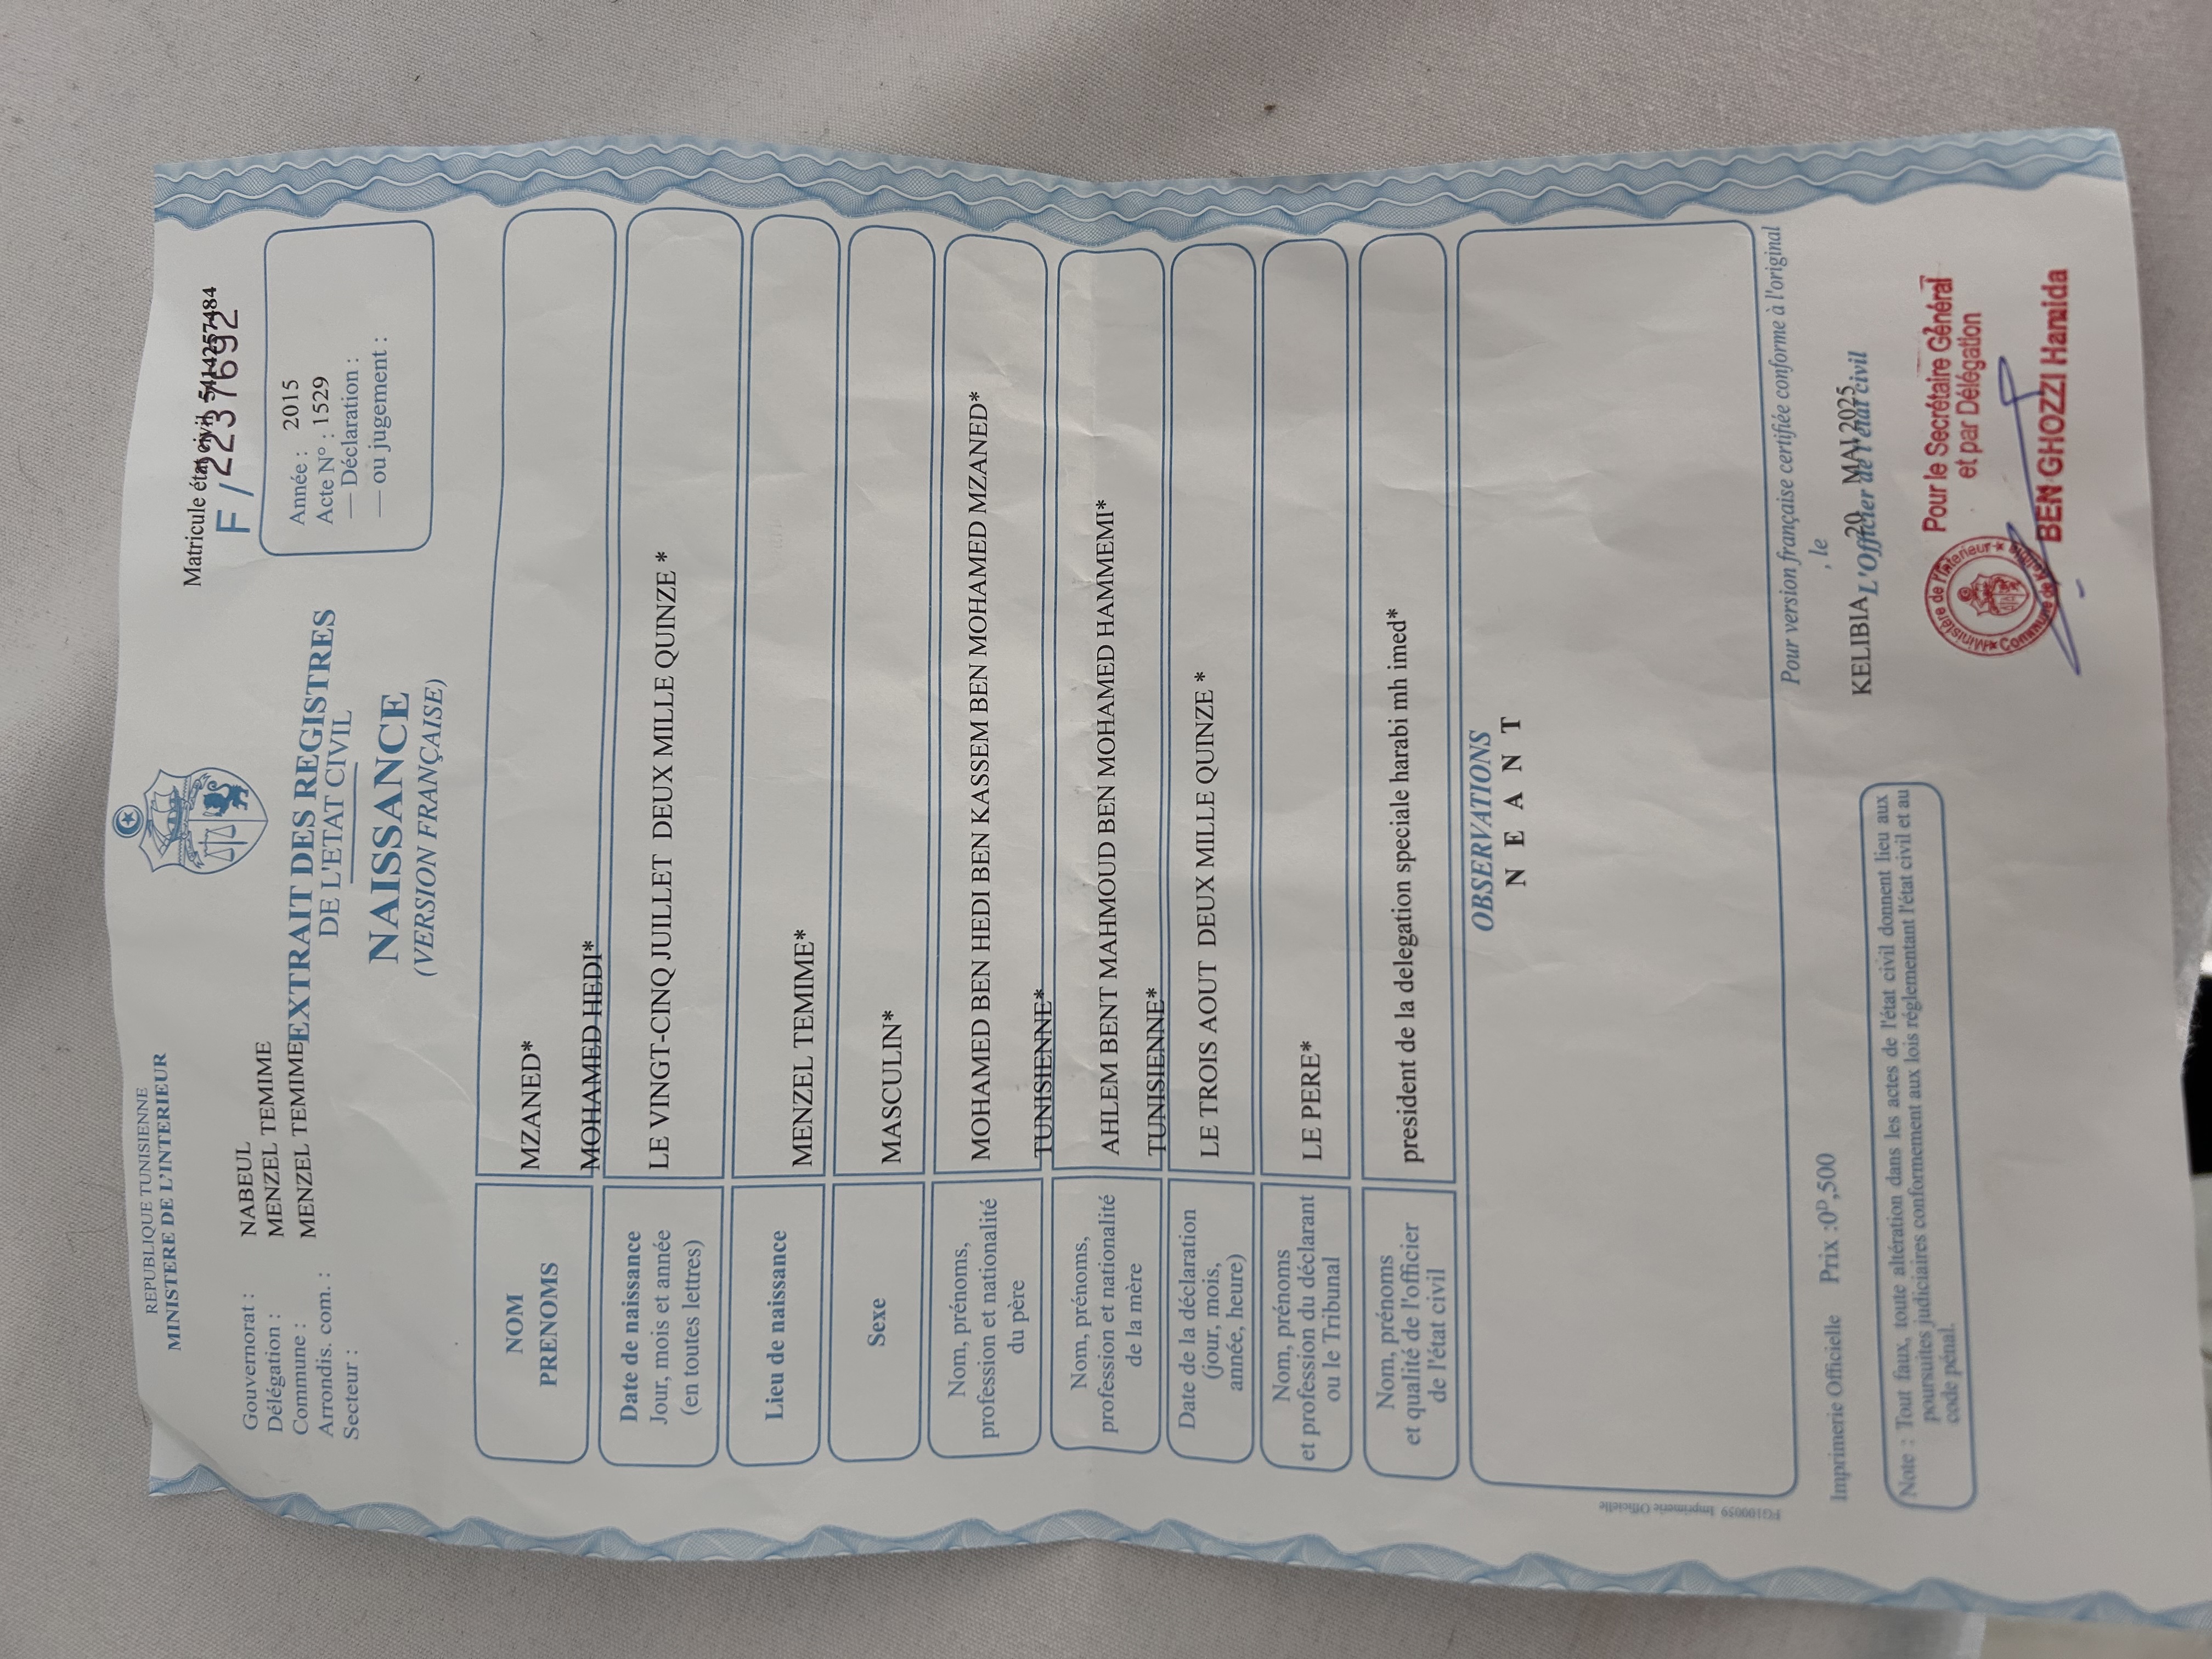 REPUBLIQUE TUNISIENNE
MINISTERE DE L'INTERIEUR
Matricule état civil 5414257484
F / 2237692
Gouvernorat : NABEUL
Délégation : MENZEL TEMIME
Commune : MENZEL TEMIME
Arrondis. com. :
Secteur :
EXTRAIT DES REGISTRES
DE L'ETAT CIVIL
NAISSANCE
(VERSION FRANÇAISE)
Année : 2015
Acte N° : 1529
— Déclaration :
— ou jugement :
NOM MZANED*
PRENOMS MOHAMED HEDI*
Date de naissance
Jour, mois et année LE VINGT-CINQ JUILLET DEUX MILLE QUINZE *
(en toutes lettres)
Lieu de naissance MENZEL TEMIME*
Sexe MASCULIN*
Nom, prénoms, MOHAMED BEN HEDI BEN KASSEM BEN MOHAMED MZANED*
profession et nationalité
du père TUNISIENNE*
Nom, prénoms,
profession et nationalité AHLEM BENT MAHMOUD BEN MOHAMED HAMMEMI*
de la mère TUNISIENNE*
Date de la déclaration
(jour, mois, LE TROIS AOUT DEUX MILLE QUINZE *
année, heure)
Nom, prénoms
et profession du déclarant LE PERE*
ou le Tribunal
Nom, prénoms
et qualité de l'officier president de la delegation speciale harabi mh imed*
de l'état civil
OBSERVATIONS
N E A N T
Pour version française certifiée conforme à l'original
, le
KELIBIA 20 MAI 2025
L'Officier de l'état civil
Imprimerie Officielle Prix :0ᴰ,500
Pour le Secrétaire Général
et par Délégation
BEN GHOZZI Hamida
Ministère de l'Interieur
Commune de Kelibia
Note : Tout faux, toute altération dans les actes de l'état civil donnent lieu aux
poursuites judiciaires conformement aux lois réglementant l'état civil et au
code pénal.
FG100059 Imprimerie Officielle